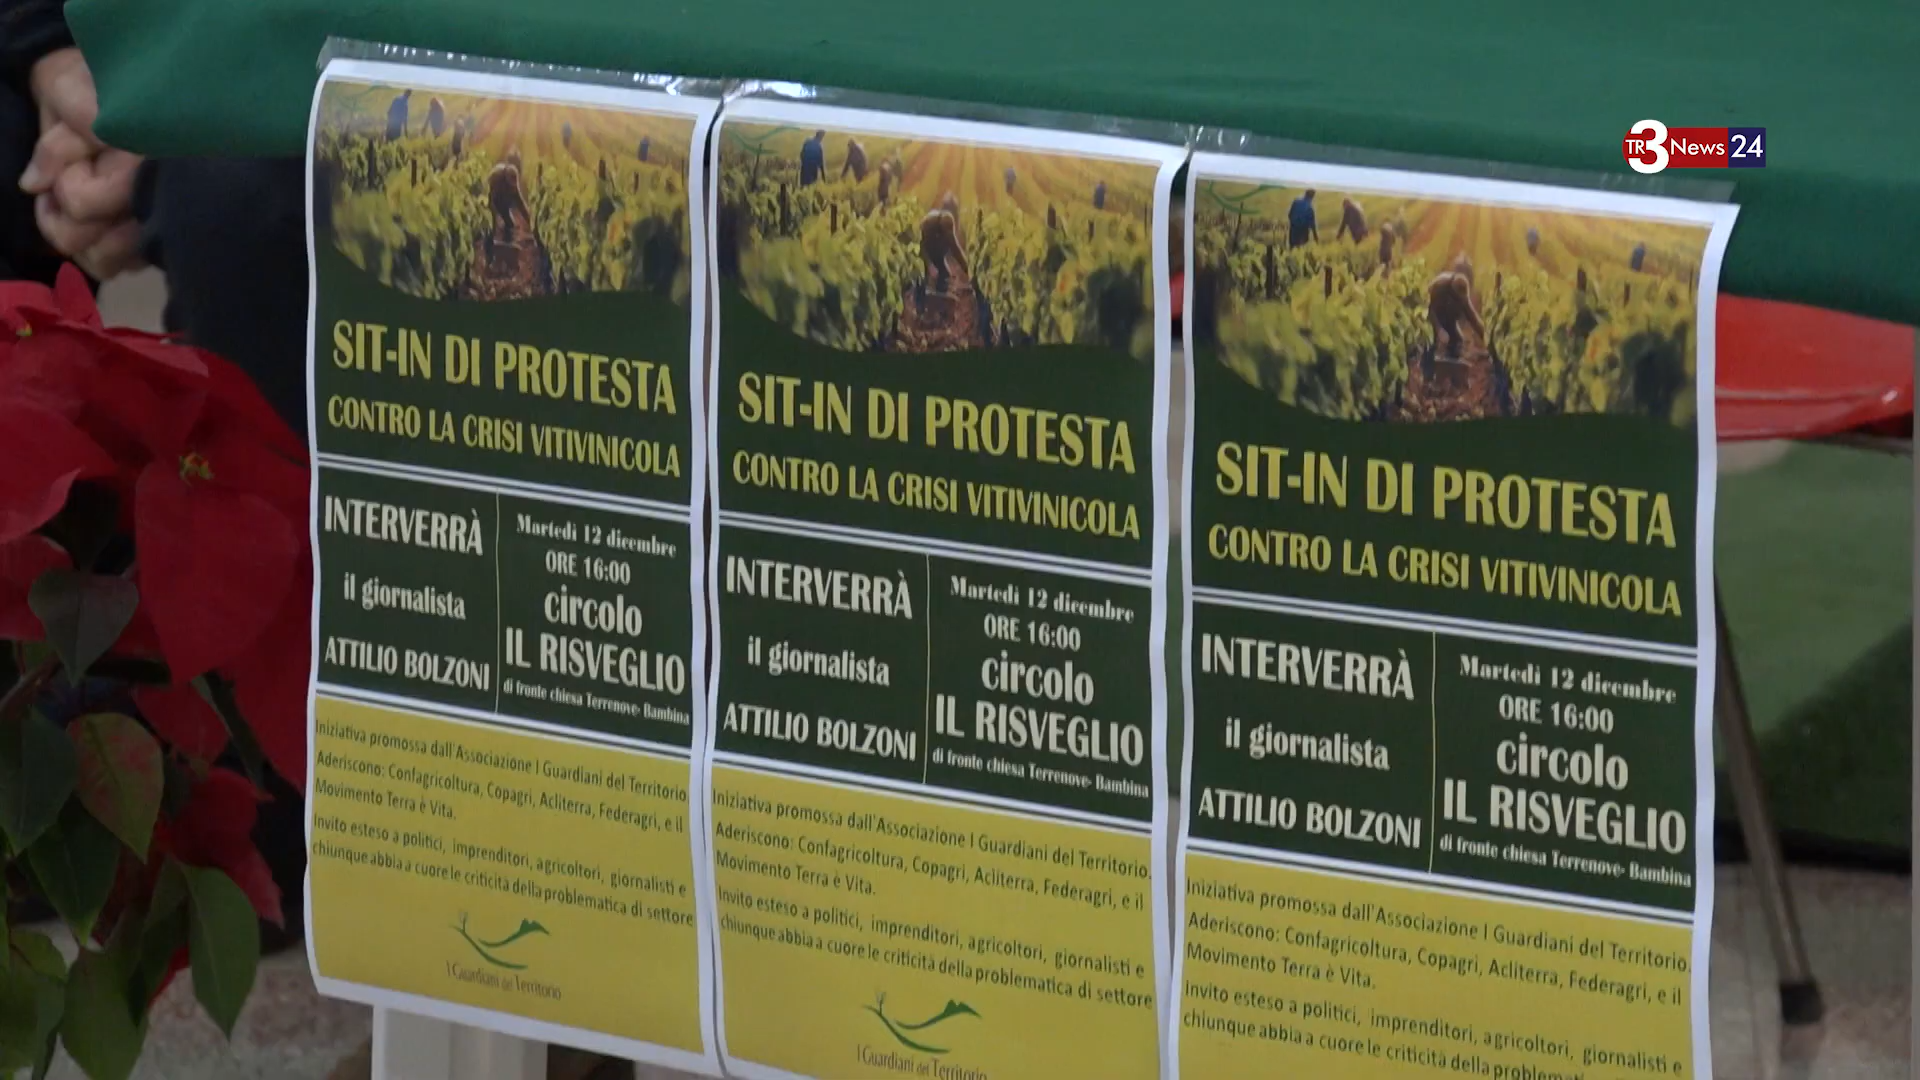 TR3 News 24
SIT-IN DI PROTESTA
CONTRO LA CRISI VITIVINICOLA
INTERVERRÀ
il giornalista
ATTILIO BOLZONI
Martedì 12 dicembre
ORE 16:00
circolo
IL RISVEGLIO
di fronte chiesa Terrenove- Bambina
Iniziativa promossa dall'Associazione I Guardiani del Territorio.
Aderiscono: Confagricoltura, Copagri, Acliterra, Federagri, e il
Movimento Terra è Vita.
Invito esteso a politici, imprenditori, agricoltori, giornalisti e
chiunque abbia a cuore le criticità della problematica di settore
I Guardiani del Territorio
SIT-IN DI PROTESTA
CONTRO LA CRISI VITIVINICOLA
INTERVERRÀ
il giornalista
ATTILIO BOLZONI
Martedì 12 dicembre
ORE 16:00
circolo
IL RISVEGLIO
di fronte chiesa Terrenove- Bambina
Iniziativa promossa dall'Associazione I Guardiani del Territorio.
Aderiscono: Confagricoltura, Copagri, Acliterra, Federagri, e il
Movimento Terra è Vita.
Invito esteso a politici, imprenditori, agricoltori, giornalisti e
chiunque abbia a cuore le criticità della problematica di settore
I Guardiani del Territorio
SIT-IN DI PROTESTA
CONTRO LA CRISI VITIVINICOLA
INTERVERRÀ
il giornalista
ATTILIO BOLZONI
Martedì 12 dicembre
ORE 16:00
circolo
IL RISVEGLIO
di fronte chiesa Terrenove- Bambina
Iniziativa promossa dall'Associazione I Guardiani del Territorio.
Aderiscono: Confagricoltura, Copagri, Acliterra, Federagri, e il
Movimento Terra è Vita.
Invito esteso a politici, imprenditori, agricoltori, giornalisti e
chiunque abbia a cuore le criticità della